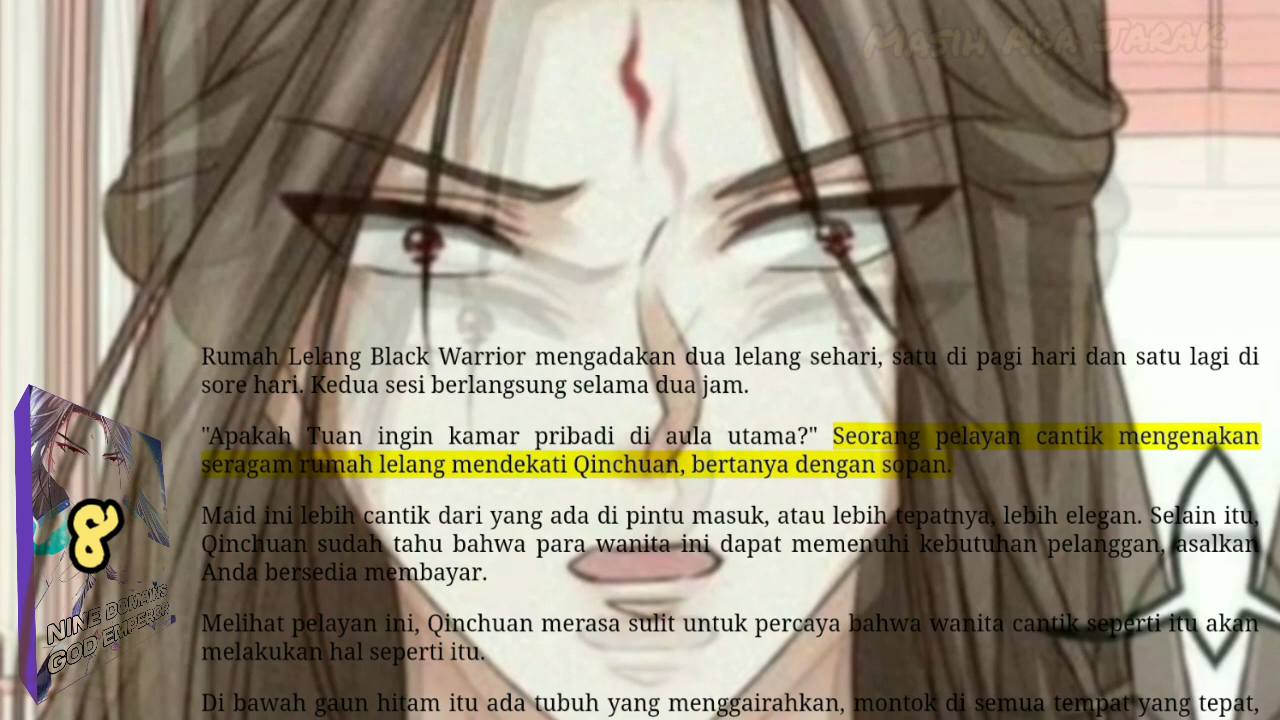 MASIH ADA JARAK
Rumah Lelang Black Warrior mengadakan dua lelang sehari, satu di pagi hari dan satu lagi di
sore hari. Kedua sesi berlangsung selama dua jam.
"Apakah Tuan ingin kamar pribadi di aula utama?" Seorang pelayan cantik mengenakan
seragam rumah lelang mendekati Qinchuan, bertanya dengan sopan.
Maid ini lebih cantik dari yang ada di pintu masuk, atau lebih tepatnya, lebih elegan. Selain itu,
Qinchuan sudah tahu bahwa para wanita ini dapat memenuhi kebutuhan pelanggan, asalkan
Anda bersedia membayar.
Melihat pelayan ini, Qinchuan merasa sulit untuk percaya bahwa wanita cantik seperti itu akan
melakukan hal seperti itu.
Di bawah gaun hitam itu ada tubuh yang menggairahkan, montok di semua tempat yang tepat,
8
NINE DOMAINS
GOD EMPEROR